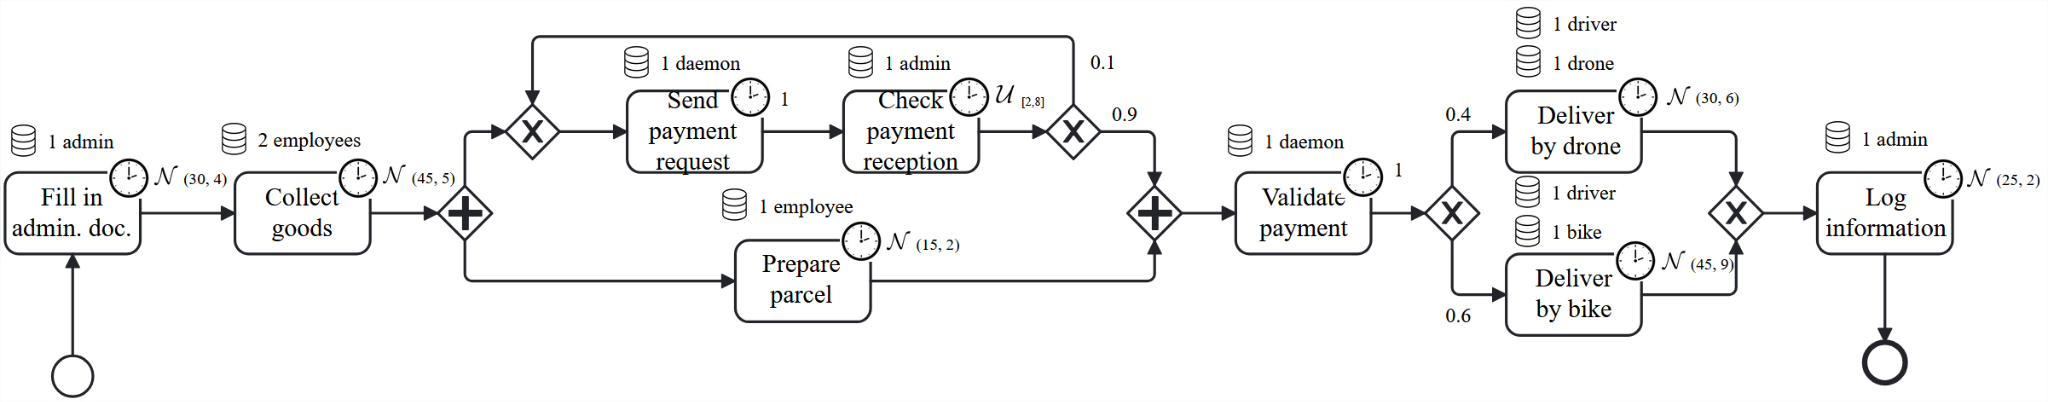 1 admin
𝒩 (30, 4)
Fill in
admin. doc.
2 employees
𝒩 (45, 5)
Collect
goods
1 daemon
1
Send
payment
request
1 admin
𝒰 [2,8]
Check
payment
reception
0.1
0.9
1 employee
𝒩 (15, 2)
Prepare
parcel
1 daemon
1
Validate
payment
0.4
0.6
1 driver
1 drone
𝒩 (30, 6)
Deliver
by drone
1 driver
1 bike
𝒩 (45, 9)
Deliver
by bike
1 admin
𝒩 (25, 2)
Log
information